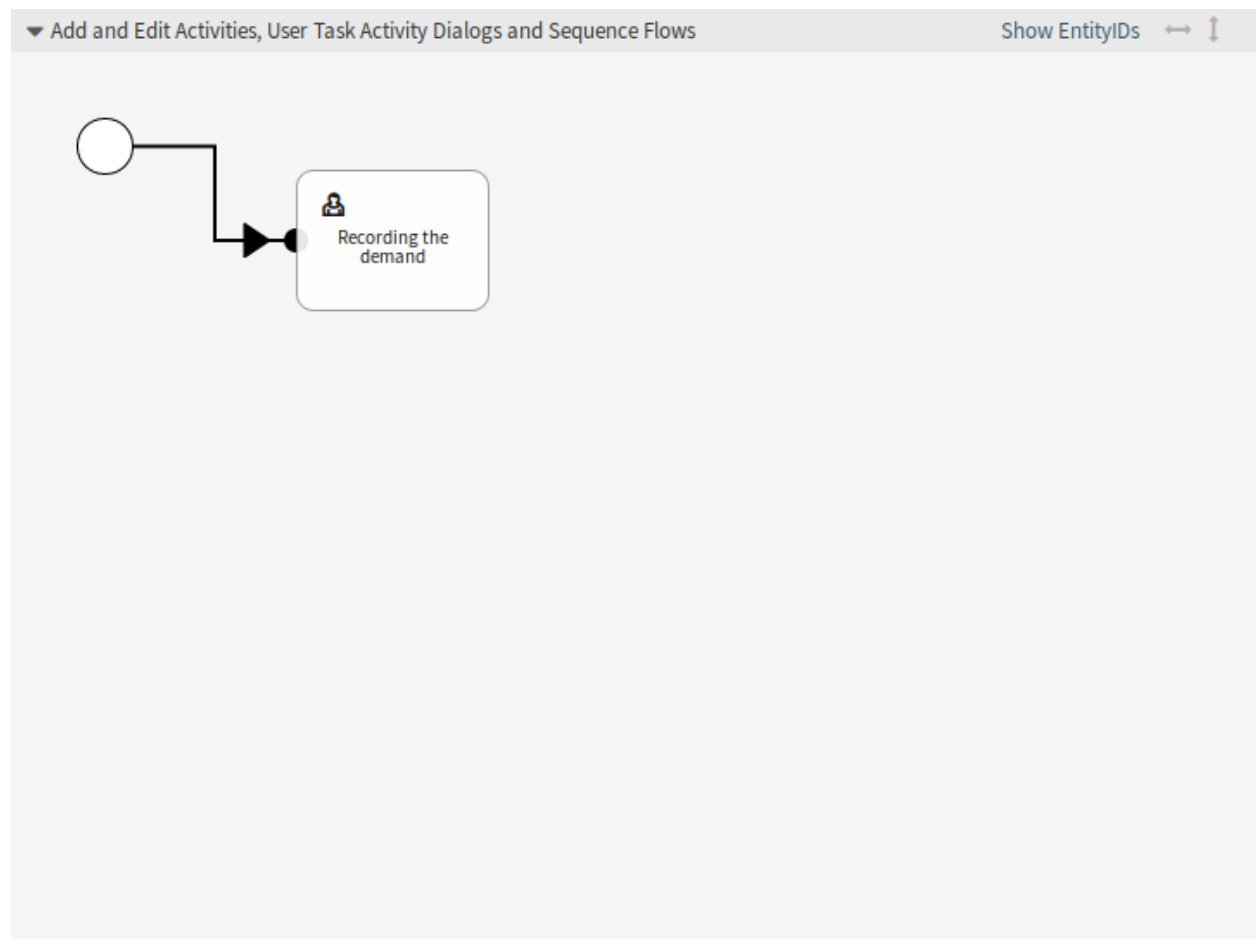 Add and Edit Activities, User Task Activity Dialogs and Sequence Flows
Show EntityIDs
Recording the
demand